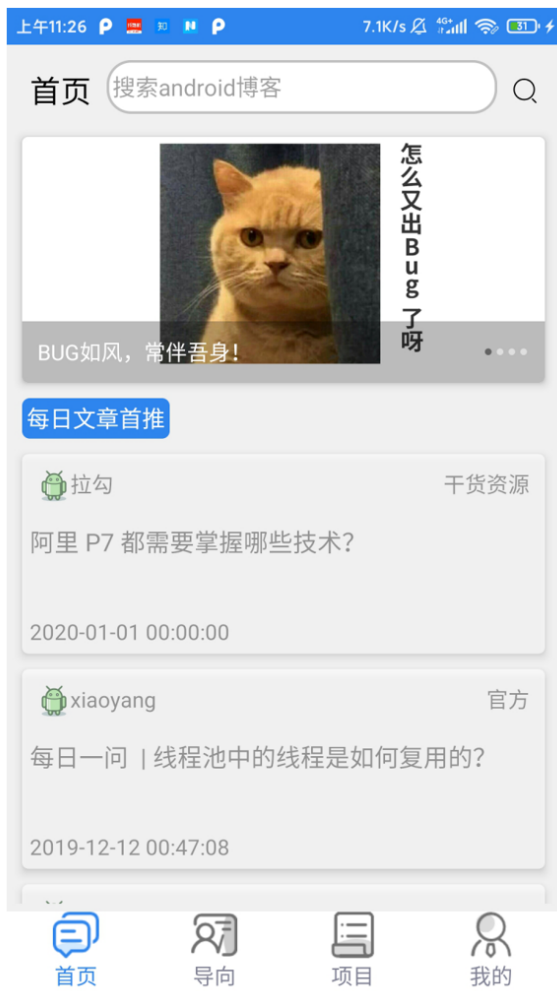 上午11:26
7.1K/s 4G+ 31
首页 搜索android博客
怎么又出Bug了呀
BUG如风，常伴吾身！
每日文章首推
拉勾 干货资源
阿里 P7 都需要掌握哪些技术？
2020-01-01 00:00:00
xiaoyang 官方
每日一问 | 线程池中的线程是如何复用的？
2019-12-12 00:47:08
首页 导向 项目 我的